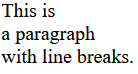 This is
a paragraph
with line breaks.